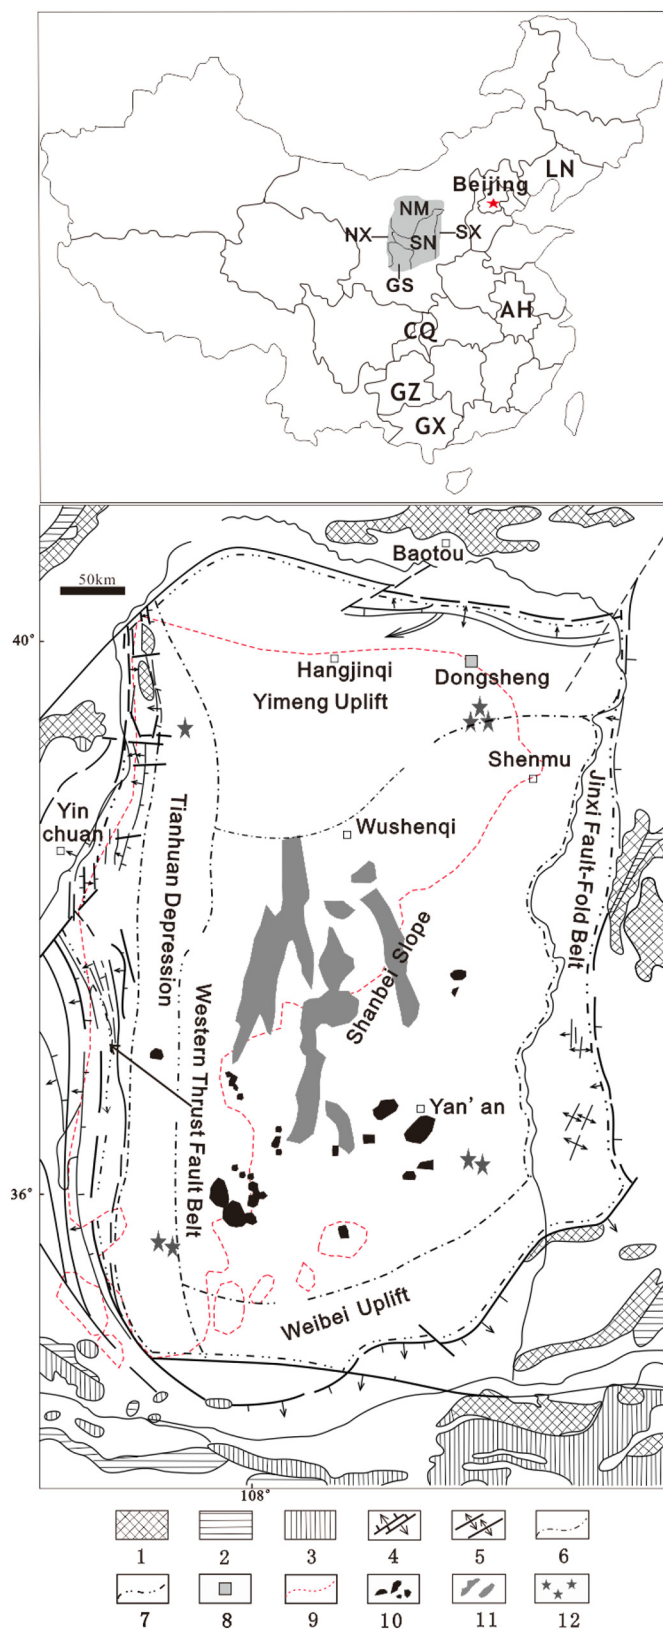 LN
Beijing
NM
NX
SX
SN
GS
AH
CQ
GZ
GX
Baotou
50km
40°
Hangjinqi
Dongsheng
Yimeng Uplift
Shenmu
Yin
chuan
Wushenqi
Tianhuan Depression
Jinxi Fault-Fold Belt
Shanbei Slope
Western Thrust Fault Belt
Yan' an
36°
Weibei Uplift
108°
1
2
3
4
5
6
7
8
9
10
11
12